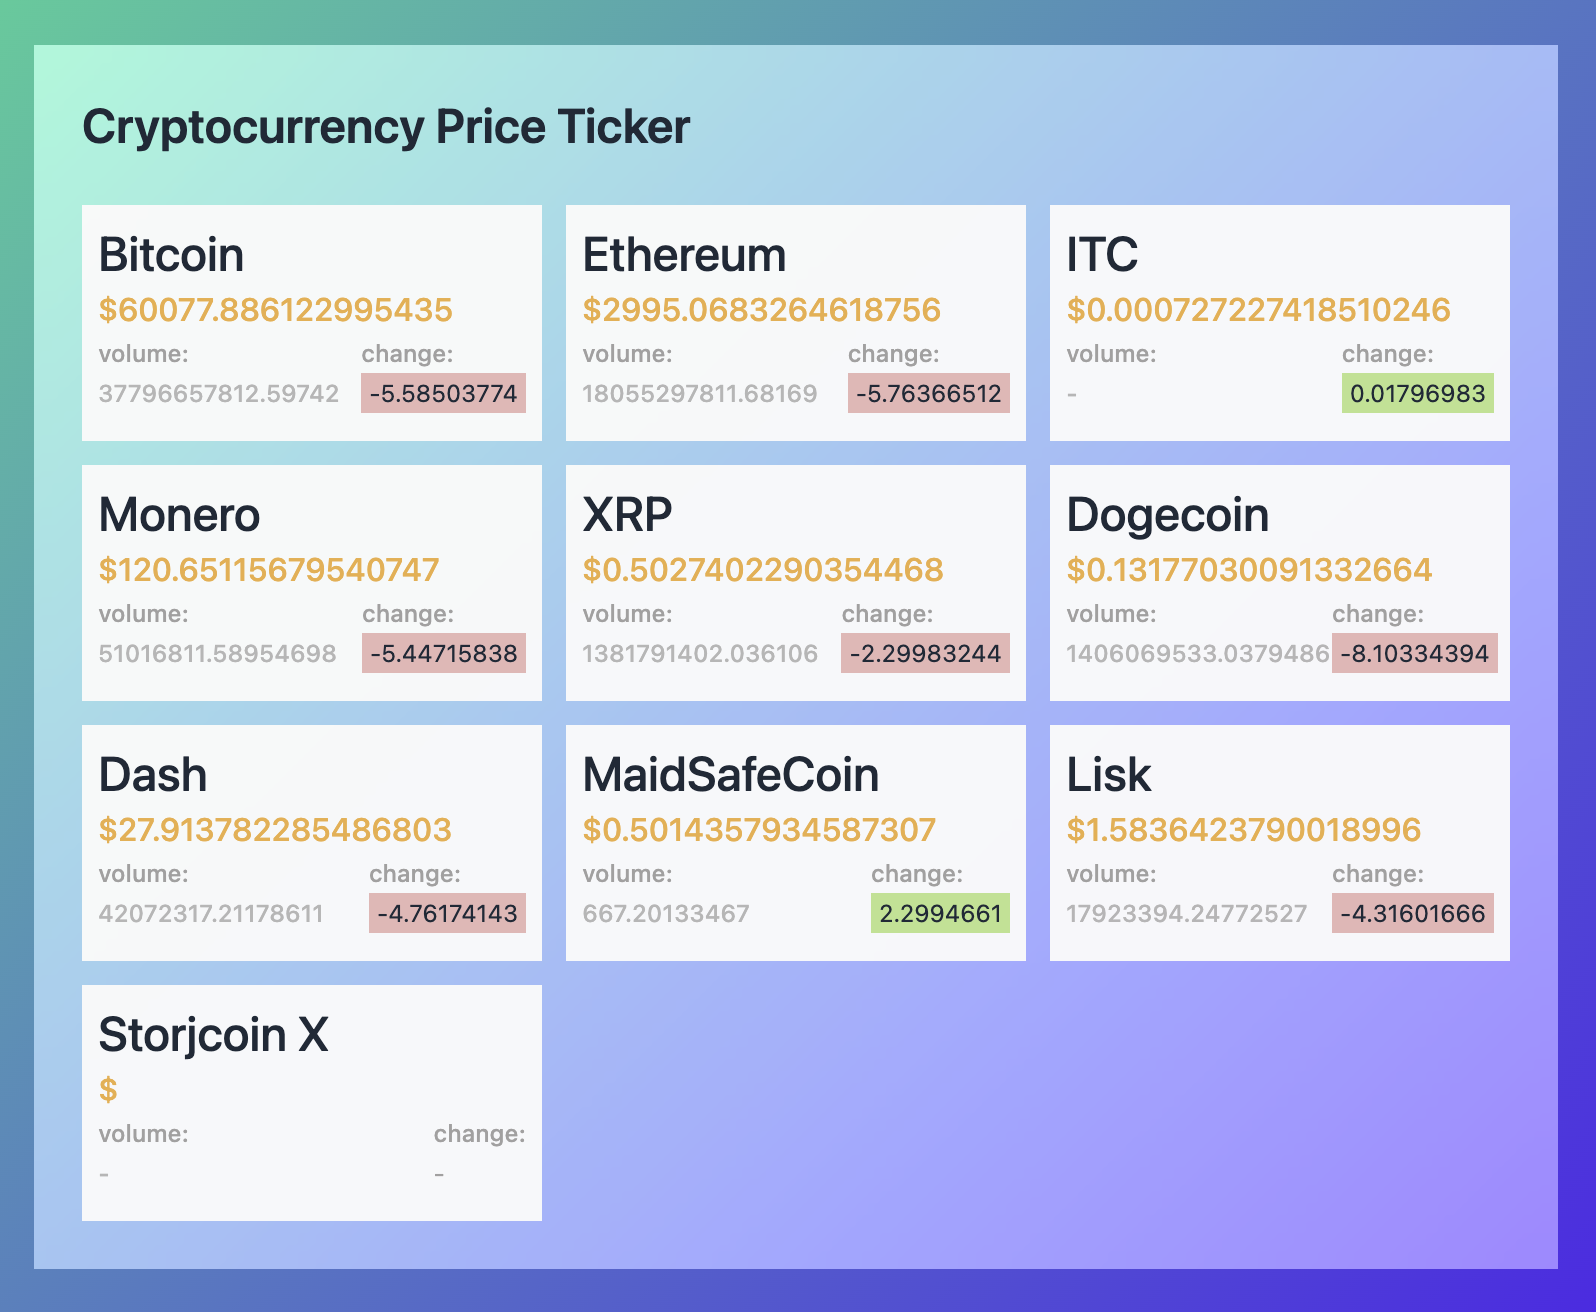 Cryptocurrency Price Ticker
Bitcoin
$60077.886122995435
volume: change:
37796657812.59742 -5.58503774
Ethereum
$2995.0683264618756
volume: change:
18055297811.68169 -5.76366512
ITC
$0.000727227418510246
volume: change:
- 0.01796983
Monero
$120.65115679540747
volume: change:
51016811.58954698 -5.44715838
XRP
$0.5027402290354468
volume: change:
1381791402.036106 -2.29983244
Dogecoin
$0.13177030091332664
volume: change:
1406069533.0379486 -8.10334394
Dash
$27.913782285486803
volume: change:
42072317.21178611 -4.76174143
MaidSafeCoin
$0.5014357934587307
volume: change:
667.20133467 2.2994661
Lisk
$1.5836423790018996
volume: change:
17923394.24772527 -4.31601666
Storjcoin X
$
volume: change:
- -